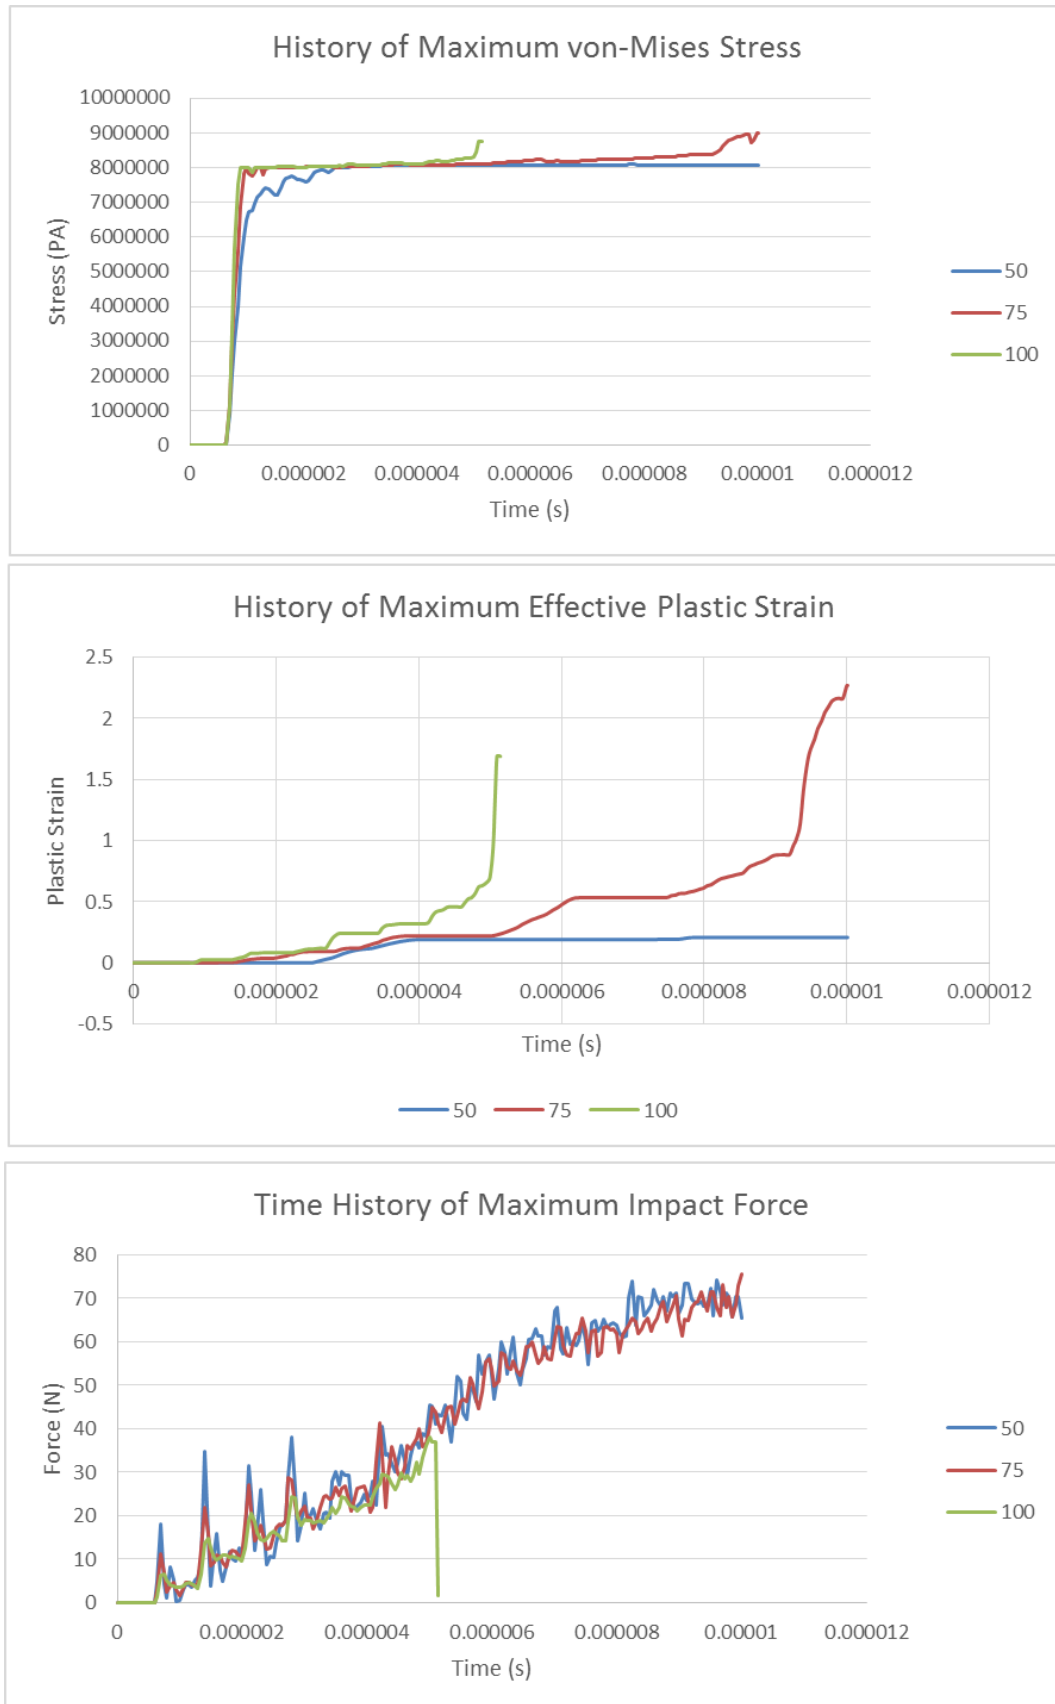 History of Maximum von-Mises Stress
10000000
9000000
8000000
7000000
6000000
5000000
4000000
3000000
2000000
1000000
0
Stress (PA)
0 0.000002 0.000004 0.000006 0.000008 0.00001 0.000012
Time (s)
50
75
100
History of Maximum Effective Plastic Strain
2.5
2
1.5
1
0.5
0
-0.5
Plastic Strain
0 0.000002 0.000004 0.000006 0.000008 0.00001 0.000012
Time (s)
50 75 100
Time History of Maximum Impact Force
80
70
60
50
40
30
20
10
0
Force (N)
0 0.000002 0.000004 0.000006 0.000008 0.00001 0.000012
Time (s)
50
75
100